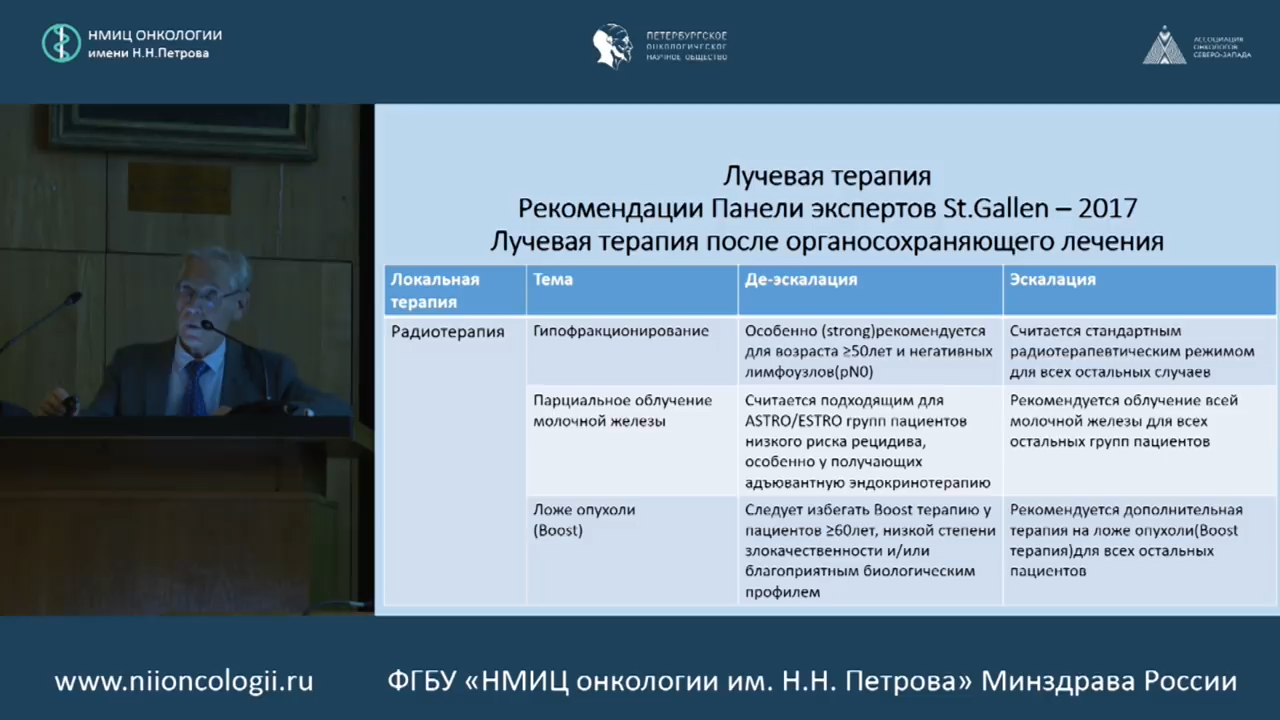 НМИЦ ОНКОЛОГИИ
имени Н.Н.Петрова
ПЕТЕРБУРГСКОЕ
ОНКОЛОГИЧЕСКОЕ
НАУЧНОЕ ОБЩЕСТВО
АССОЦИАЦИЯ
ОНКОЛОГОВ
СЕВЕРО-ЗАПАДА
Лучевая терапия
Рекомендации Панели экспертов St.Gallen – 2017
Лучевая терапия после органосохраняющего лечения
Локальная
терапия
Тема
Де-эскалация
Эскалация
Радиотерапия
Гипофракционирование
Особенно (strong)рекомендуется
для возраста ≥50лет и негативных
лимфоузлов(pN0)
Считается стандартным
радиотерапевтическим режимом
для всех остальных случаев
Парциальное облучение
молочной железы
Считается подходящим для
ASTRO/ESTRO групп пациентов
низкого риска рецидива,
особенно у получающих
адъювантную эндокринотерапию
Рекомендуется облучение всей
молочной железы для всех
остальных групп пациентов
Ложе опухоли
(Boost)
Следует избегать Boost терапию у
пациентов ≥60лет, низкой степени
злокачественности и/или
благоприятным биологическим
профилем
Рекомендуется дополнительная
терапия на ложе опухоли(Boost
терапия)для всех остальных
пациентов
www.niioncologii.ru
ФГБУ «НМИЦ онкологии им. Н.Н. Петрова» Минздрава России